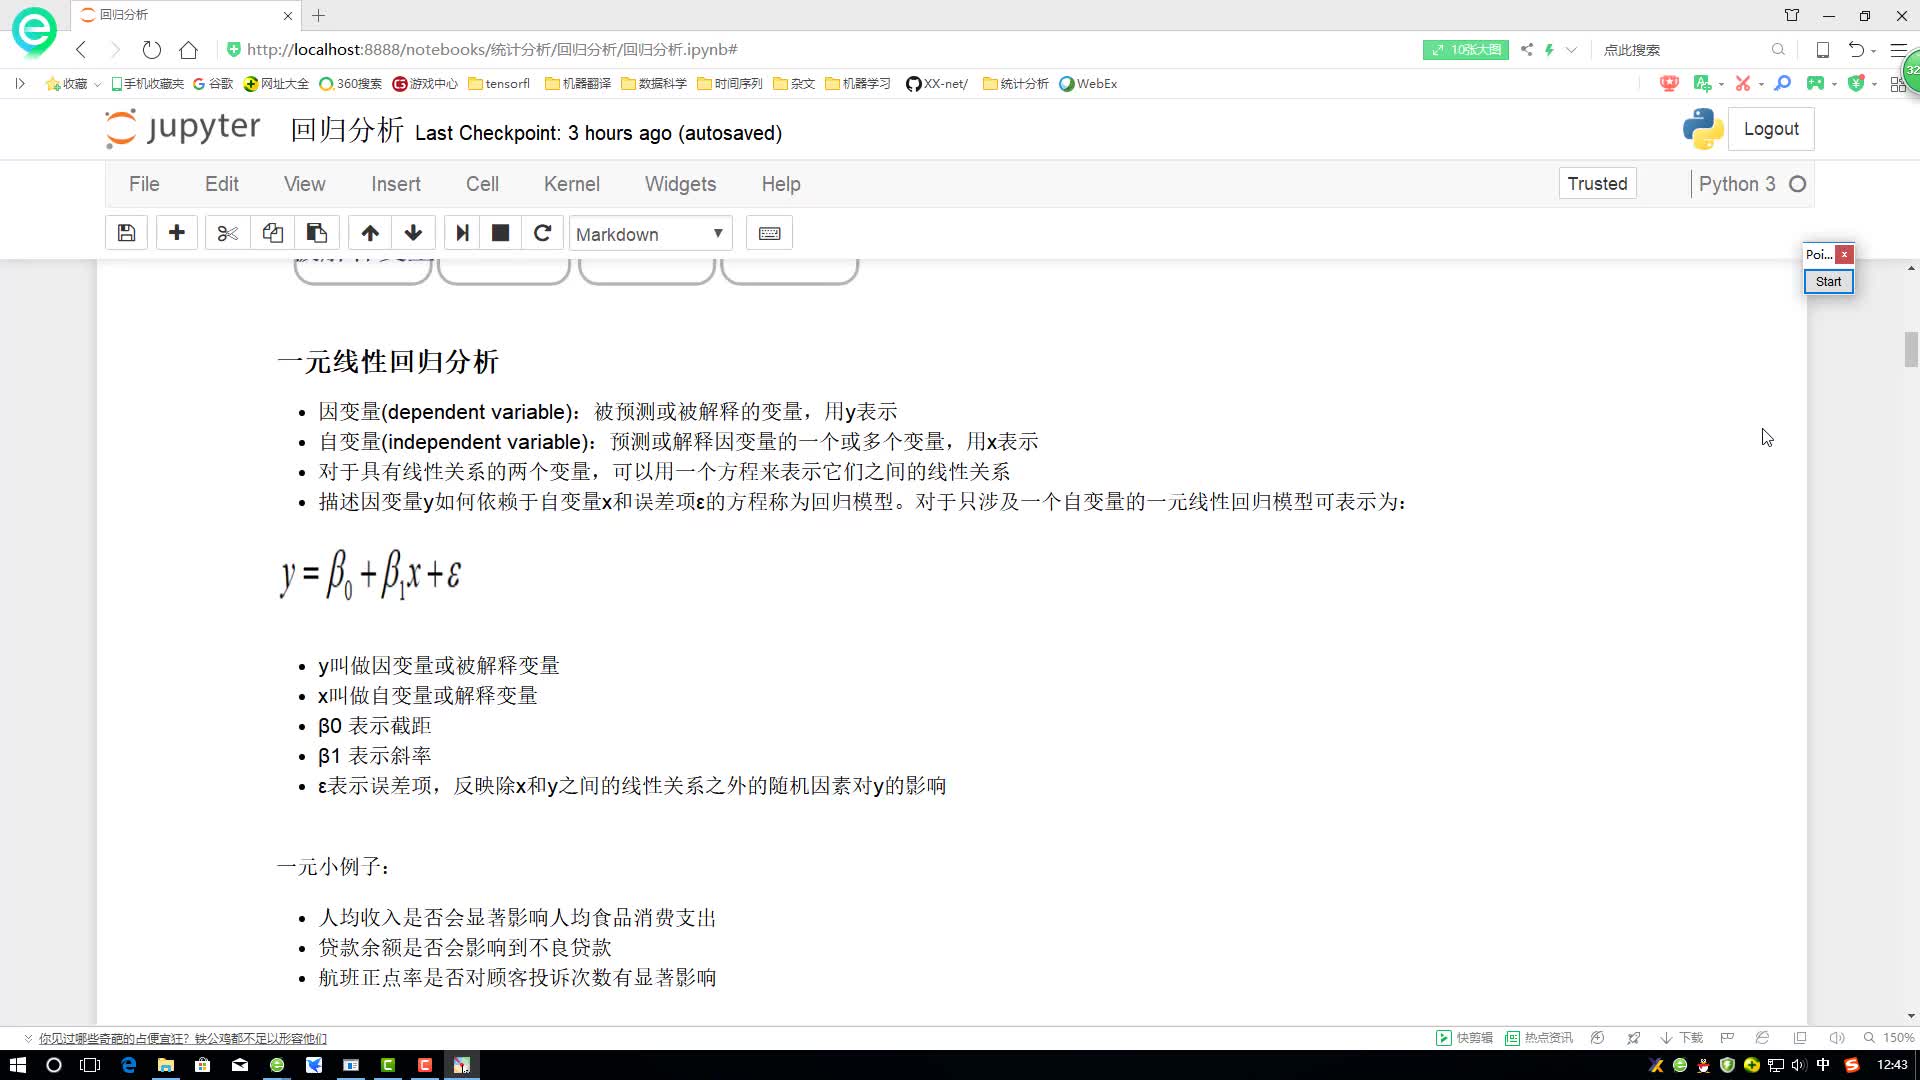 回归分析
http://localhost:8888/notebooks/统计分析/回归分析/回归分析.ipynb#
10张大图
点此搜索
收藏 手机收藏夹 谷歌 网址大全 360搜索 游戏中心 tensorfl 机器翻译 数据科学 时间序列 杂文 机器学习 XX-net/ 统计分析 WebEx
32
jupyter 回归分析 Last Checkpoint: 3 hours ago (autosaved)
Logout
File Edit View Insert Cell Kernel Widgets Help
Trusted
Python 3
Markdown
Poi... x
Start
一元线性回归分析
因变量(dependent variable)：被预测或被解释的变量，用y表示
自变量(independent variable)：预测或解释因变量的一个或多个变量，用x表示
对于具有线性关系的两个变量，可以用一个方程来表示它们之间的线性关系
描述因变量y如何依赖于自变量x和误差项ε的方程称为回归模型。对于只涉及一个自变量的一元线性回归模型可表示为：
y = β₀ + β₁x + ε
y叫做因变量或被解释变量
x叫做自变量或解释变量
β0 表示截距
β1 表示斜率
ε表示误差项，反映除x和y之间的线性关系之外的随机因素对y的影响
一元小例子：
人均收入是否会显著影响人均食品消费支出
贷款余额是否会影响到不良贷款
航班正点率是否对顾客投诉次数有显著影响
你见过哪些奇葩的占便宜狂？铁公鸡都不足以形容他们
快剪辑 热点资讯 下载 150%
中
12:43